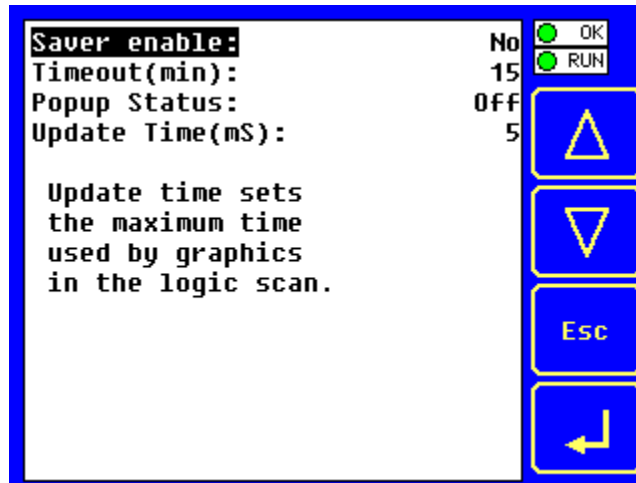 Saver enable: No
Timeout(min): 15
Popup Status: Off
Update Time(mS): 5
Update time sets
the maximum time
used by graphics
in the logic scan.
OK
RUN
Esc